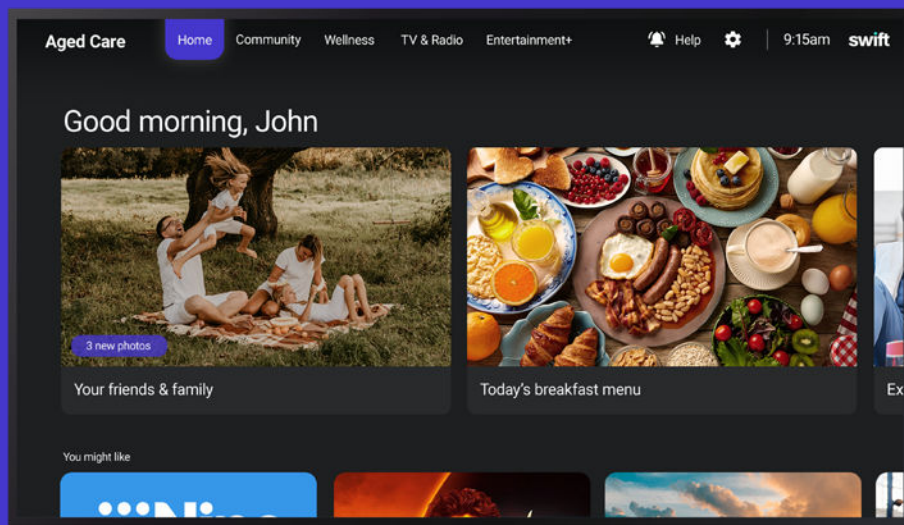 Aged Care
Home
Community
Wellness
TV & Radio
Entertainment+
Help
9:15am
swift
Good morning, John
3 new photos
Your friends & family
Today's breakfast menu
Ex
You might like
Nine